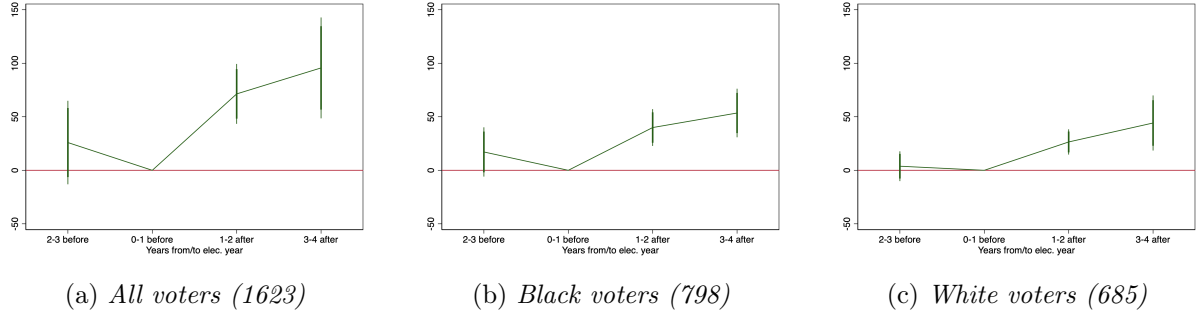 150
100
50
0
-50
2-3 before 0-1 before 1-2 after 3-4 after
Years from/to elec. year
(a) All voters (1623)
150
100
50
0
-50
2-3 before 0-1 before 1-2 after 3-4 after
Years from/to elec. year
(b) Black voters (798)
150
100
50
0
-50
2-3 before 0-1 before 1-2 after 3-4 after
Years from/to elec. year
(c) White voters (685)